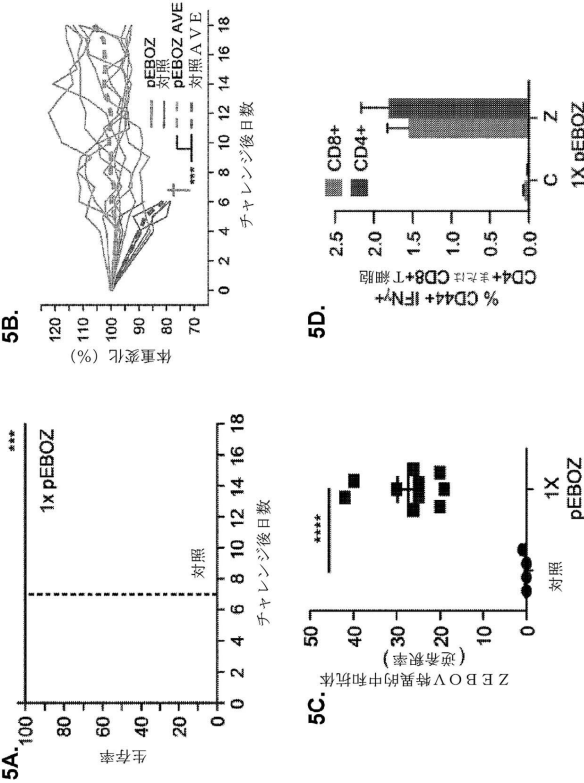 5A.
生存率
100
80
60
40
20
0
1x pEBOZ
***
対照
0 2 4 6 8 10 12 14 16 18
チャレンジ後日数
5B.
体重変化 (%)
120
110
100
90
80
70
pEBOZ
対照
pEBOZ AVE
対照AVE
***
0 2 4 6 8 10 12 14 16 18
チャレンジ後日数
5C.
ZEBOV特異的中和抗体
(逆希釈率)
50
40
30
20
10
0
****
対照
1X
pEBOZ
5D.
% CD44+ IFNγ+
CD4+または CD8+T細胞
2.5
2.0
1.5
1.0
0.5
0.0
CD8+
CD4+
C Z
1X pEBOZ